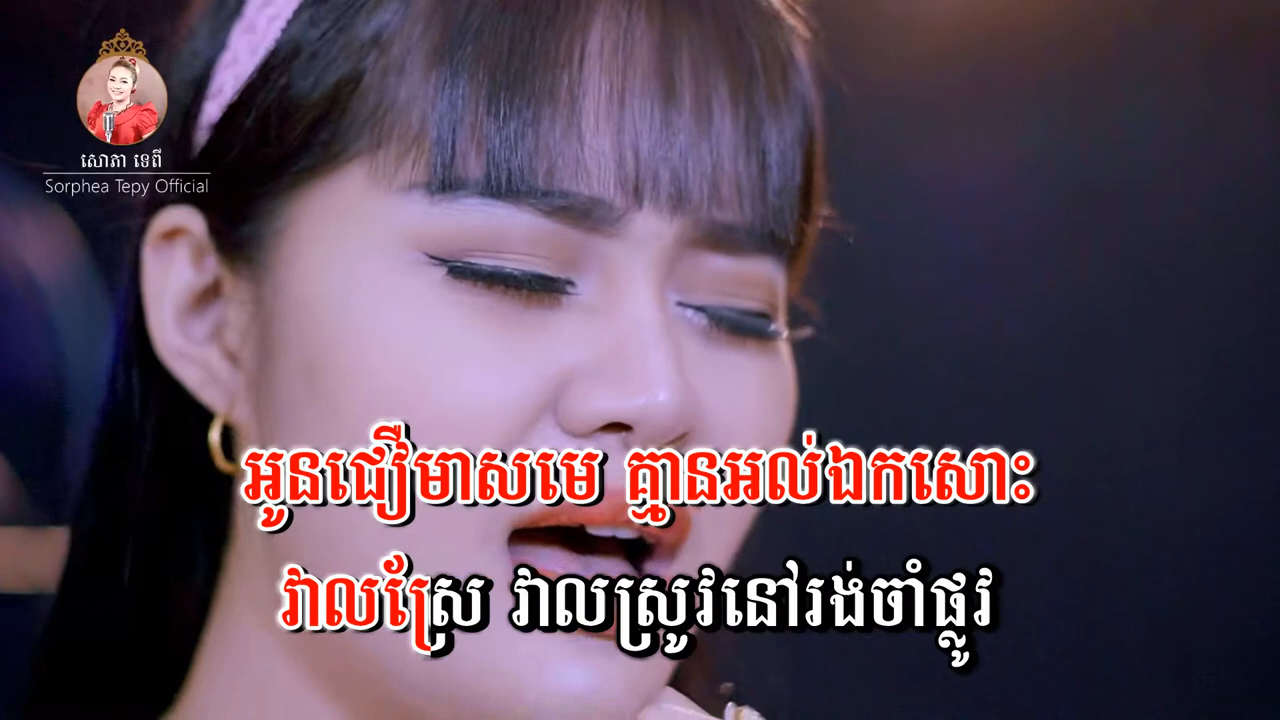 សោភា ទេពី
Sorphea Tepy Official
អូនជឿមាសមេ គ្មានអល់ឯកសោះ
វាលស្រែ វាលស្រូវនៅរង់ចាំផ្លូវ